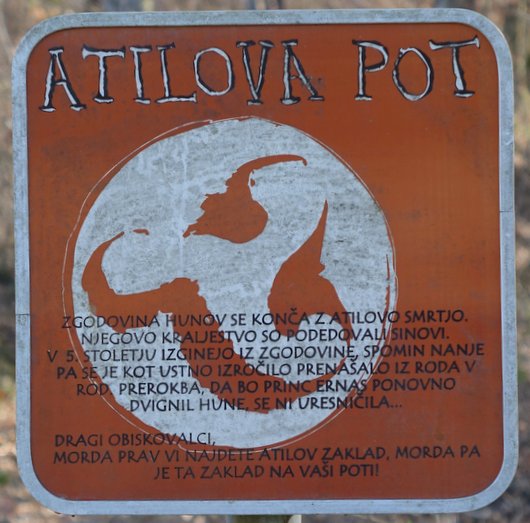 ATILOVA POT
ZGODOVINA HUNOV SE KONČA Z ATILOVO SMRTJO.
NJEGOVO KRALJESTVO SO PODEDOVALI SINOVI.
V 5. STOLETJU IZGINEJO IZ ZGODOVINE, SPOMIN NANJE
PA SE JE KOT USTNO IZROČILO PRENAŠALO IZ RODA V
ROD. PREROKBA, DA BO PRINC ERNAS PONOVNO
DVIGNIL HUNE, SE NI URESNIČILA...
DRAGI OBISKOVALCI,
MORDA PRAV VI NAJDETE ATILOV ZAKLAD, MORDA PA
JE TA ZAKLAD NA VAŠI POTI!